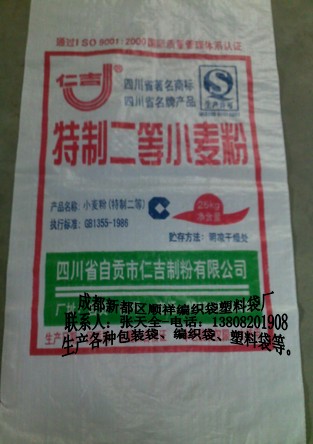 通过ISO 9001:2000国际质量管理体系认证
仁吉
四川省著名商标
四川省名牌产品
特制二等小麦粉
产品名称：小麦粉(特制二等)
执行标准：GB1355-1986
25kg
净含量
贮存方法：阴凉干燥处
四川省自贡市仁吉制粉有限公司
成都新都区顺祥编织袋塑料袋厂
联系人：张天全-电话：13808201908
生产各种包装袋、编织袋、塑料袋等。